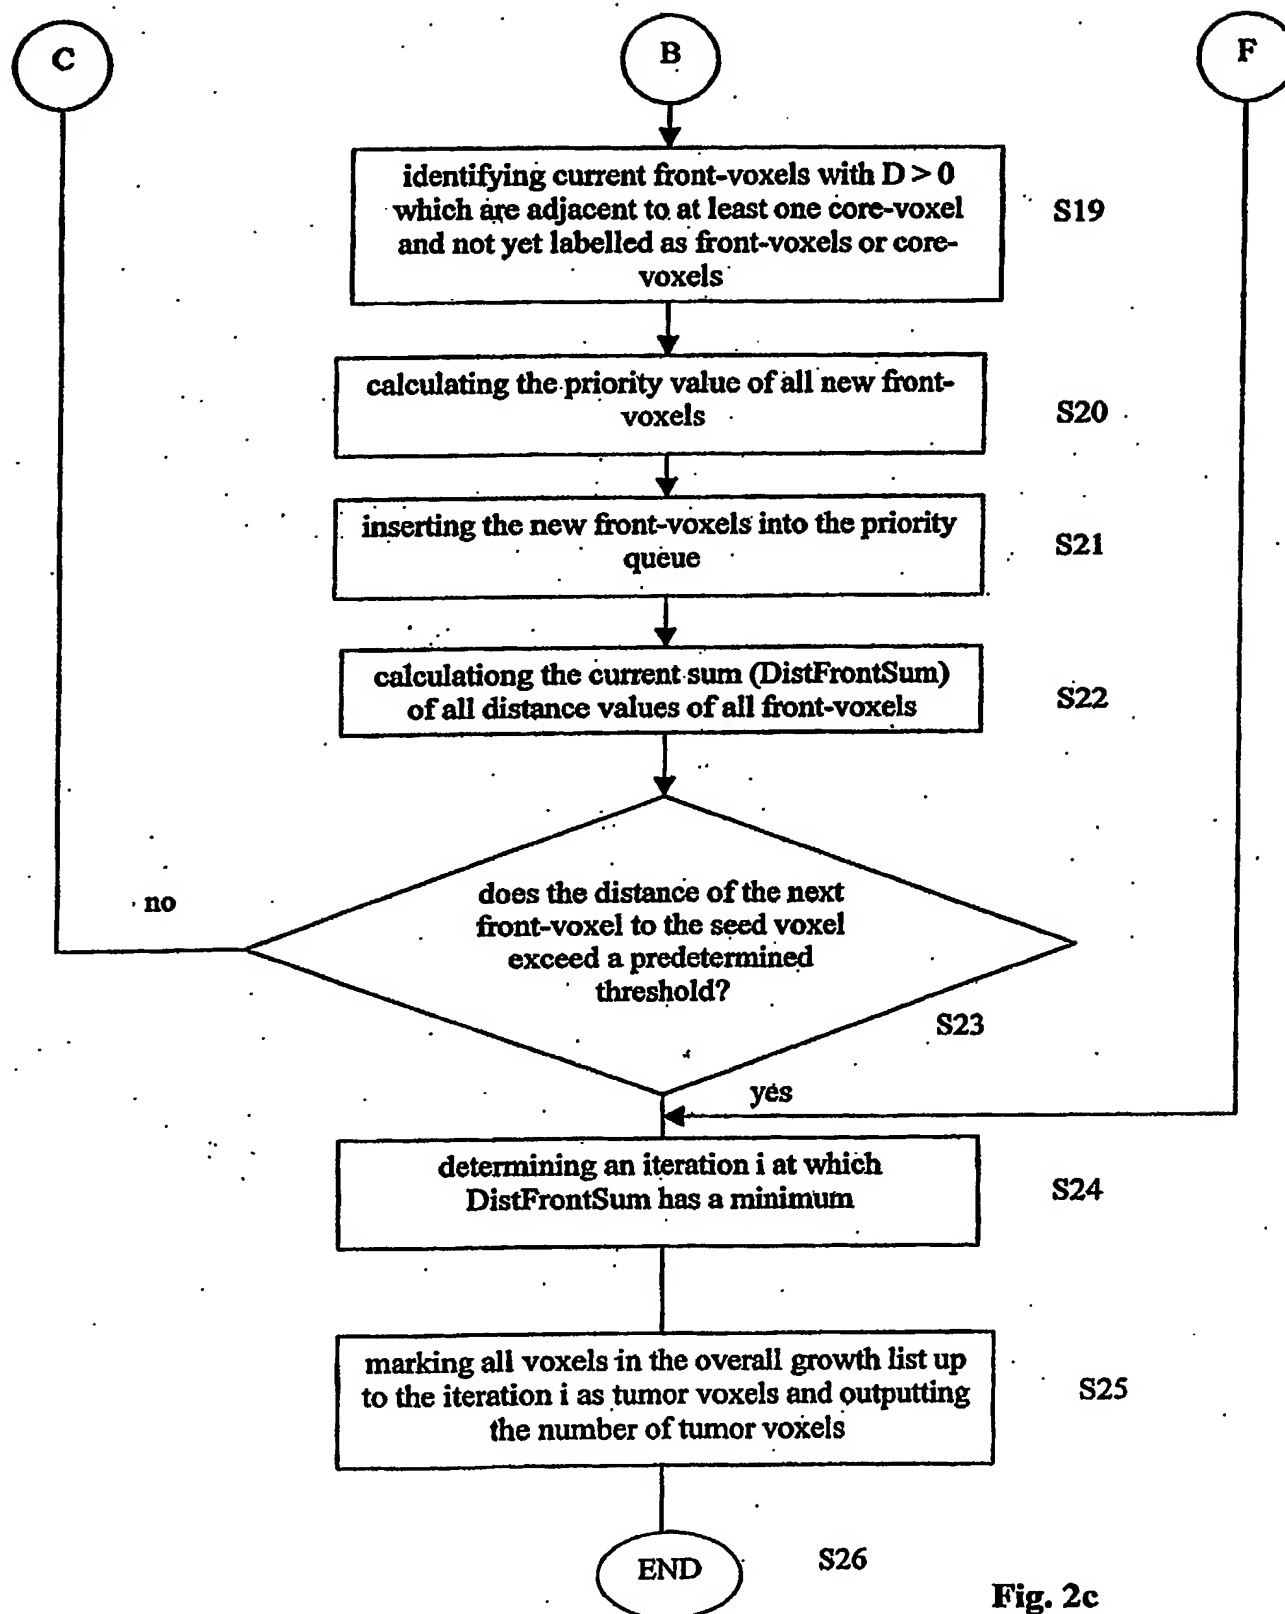 C
B
F
identifying current front-voxels with D > 0
which are adjacent to at least one core-voxel
and not yet labelled as front-voxels or core-
voxels
S19
calculating the priority value of all new front-
voxels
S20
inserting the new front-voxels into the priority
queue
S21
calculationg the current sum (DistFrontSum)
of all distance values of all front-voxels
S22
no
does the distance of the next
front-voxel to the seed voxel
exceed a predetermined
threshold?
S23
yes
determining an iteration i at which
DistFrontSum has a minimum
S24
marking all voxels in the overall growth list up
to the iteration i as tumor voxels and outputting
the number of tumor voxels
S25
END
S26
Fig. 2c